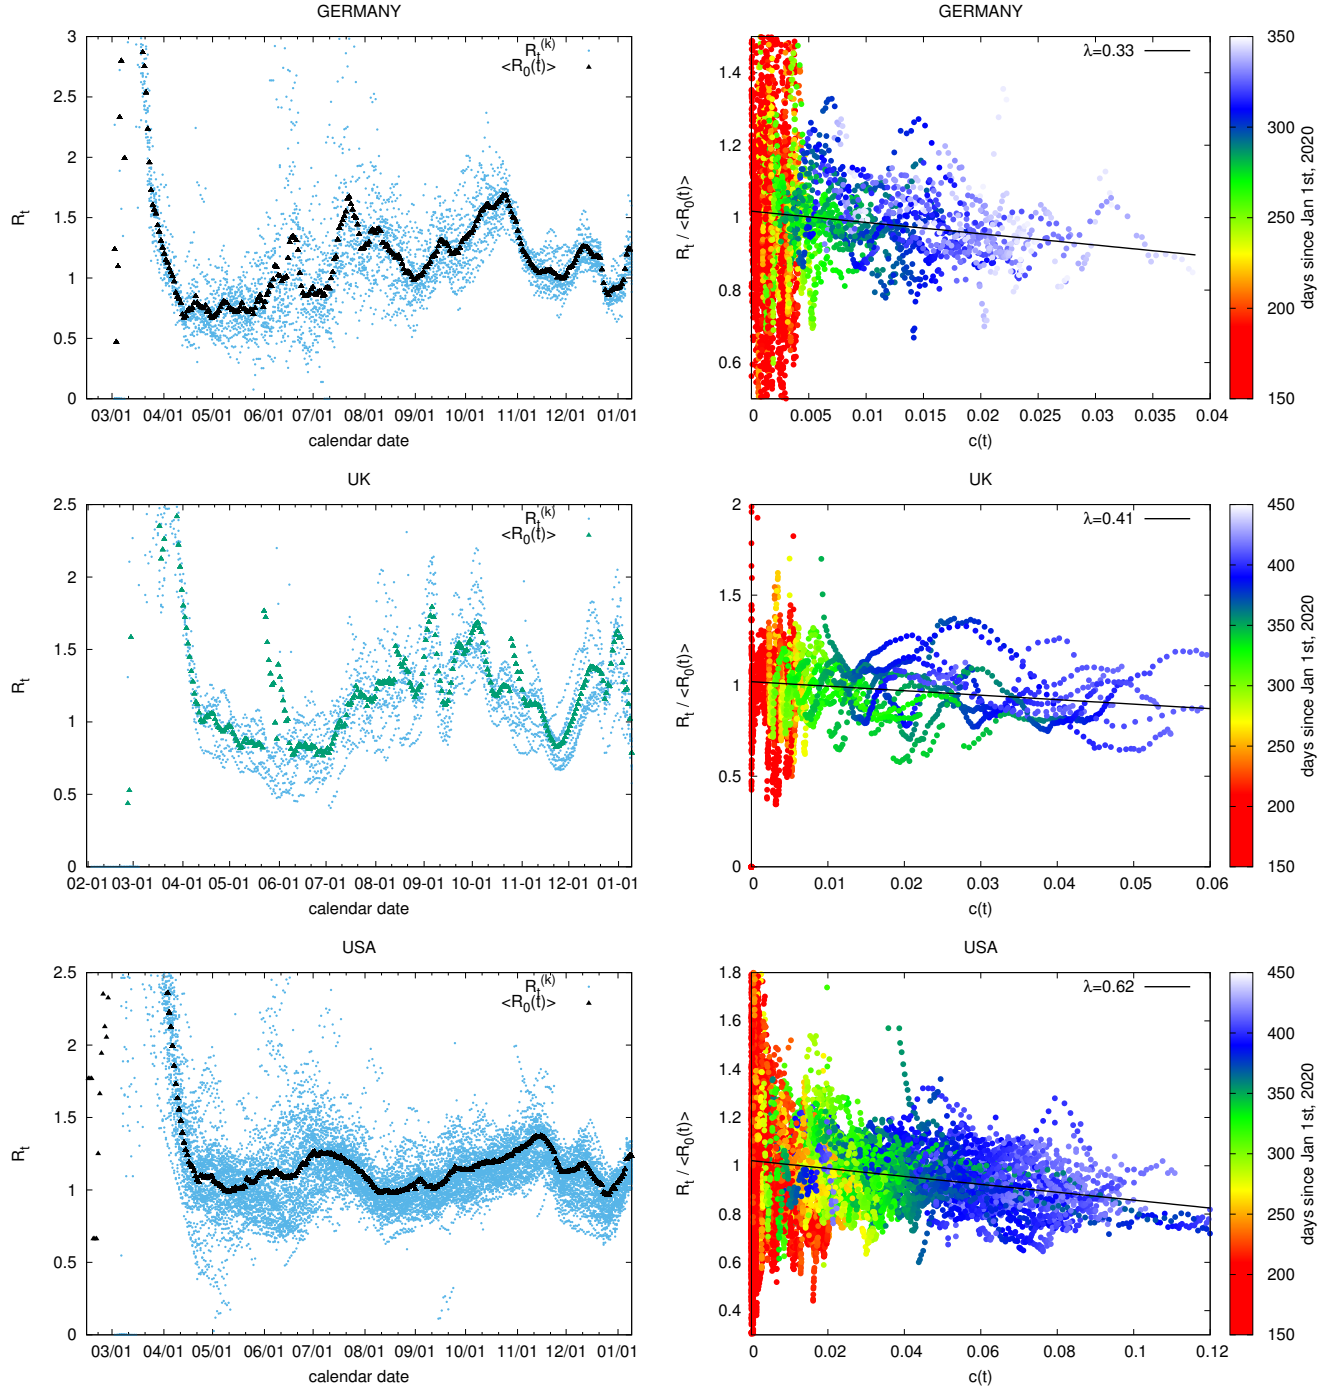 GERMANY
R_t^(k)
<R_0(t)>
3
2.5
2
1.5
1
0.5
0
R_t
03/01 04/01 05/01 06/01 07/01 08/01 09/01 10/01 11/01 12/01 01/01
calendar date
GERMANY
λ=0.33
1.4
1.2
1
0.8
0.6
R_t / <R_0(t)>
0 0.005 0.01 0.015 0.02 0.025 0.03 0.035 0.04
c(t)
350
300
250
200
150
days since Jan 1st, 2020
UK
R_t^(k)
<R_0(t)>
2.5
2
1.5
1
0.5
0
R_t
02-01 03-01 04-01 05-01 06-01 07-01 08-01 09-01 10-01 11-01 12-01 01-01
calendar date
UK
λ=0.41
2
1.5
1
0.5
0
R_t / <R_0(t)>
0 0.01 0.02 0.03 0.04 0.05 0.06
c(t)
450
400
350
300
250
200
150
days since Jan 1st, 2020
USA
R_t^(k)
<R_0(t)>
2.5
2
1.5
1
0.5
0
R_t
03/01 04/01 05/01 06/01 07/01 08/01 09/01 10/01 11/01 12/01 01/01
calendar date
USA
λ=0.62
1.8
1.6
1.4
1.2
1
0.8
0.6
0.4
R_t / <R_0(t)>
0 0.02 0.04 0.06 0.08 0.1 0.12
c(t)
450
400
350
300
250
200
150
days since Jan 1st, 2020